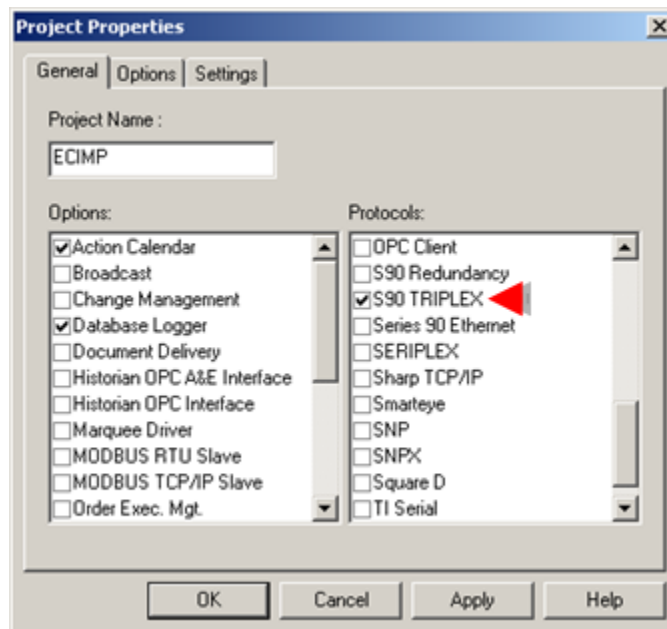 Project Properties
General Options Settings
Project Name :
ECIMP
Options:
Action Calendar
Broadcast
Change Management
Database Logger
Document Delivery
Historian OPC A&E Interface
Historian OPC Interface
Marquee Driver
MODBUS RTU Slave
MODBUS TCP/IP Slave
Order Exec. Mgt.
Protocols:
OPC Client
S90 Redundancy
S90 TRIPLEX
Series 90 Ethernet
SERIPLEX
Sharp TCP/IP
Smarteye
SNP
SNPX
Square D
TI Serial
OK Cancel Apply Help